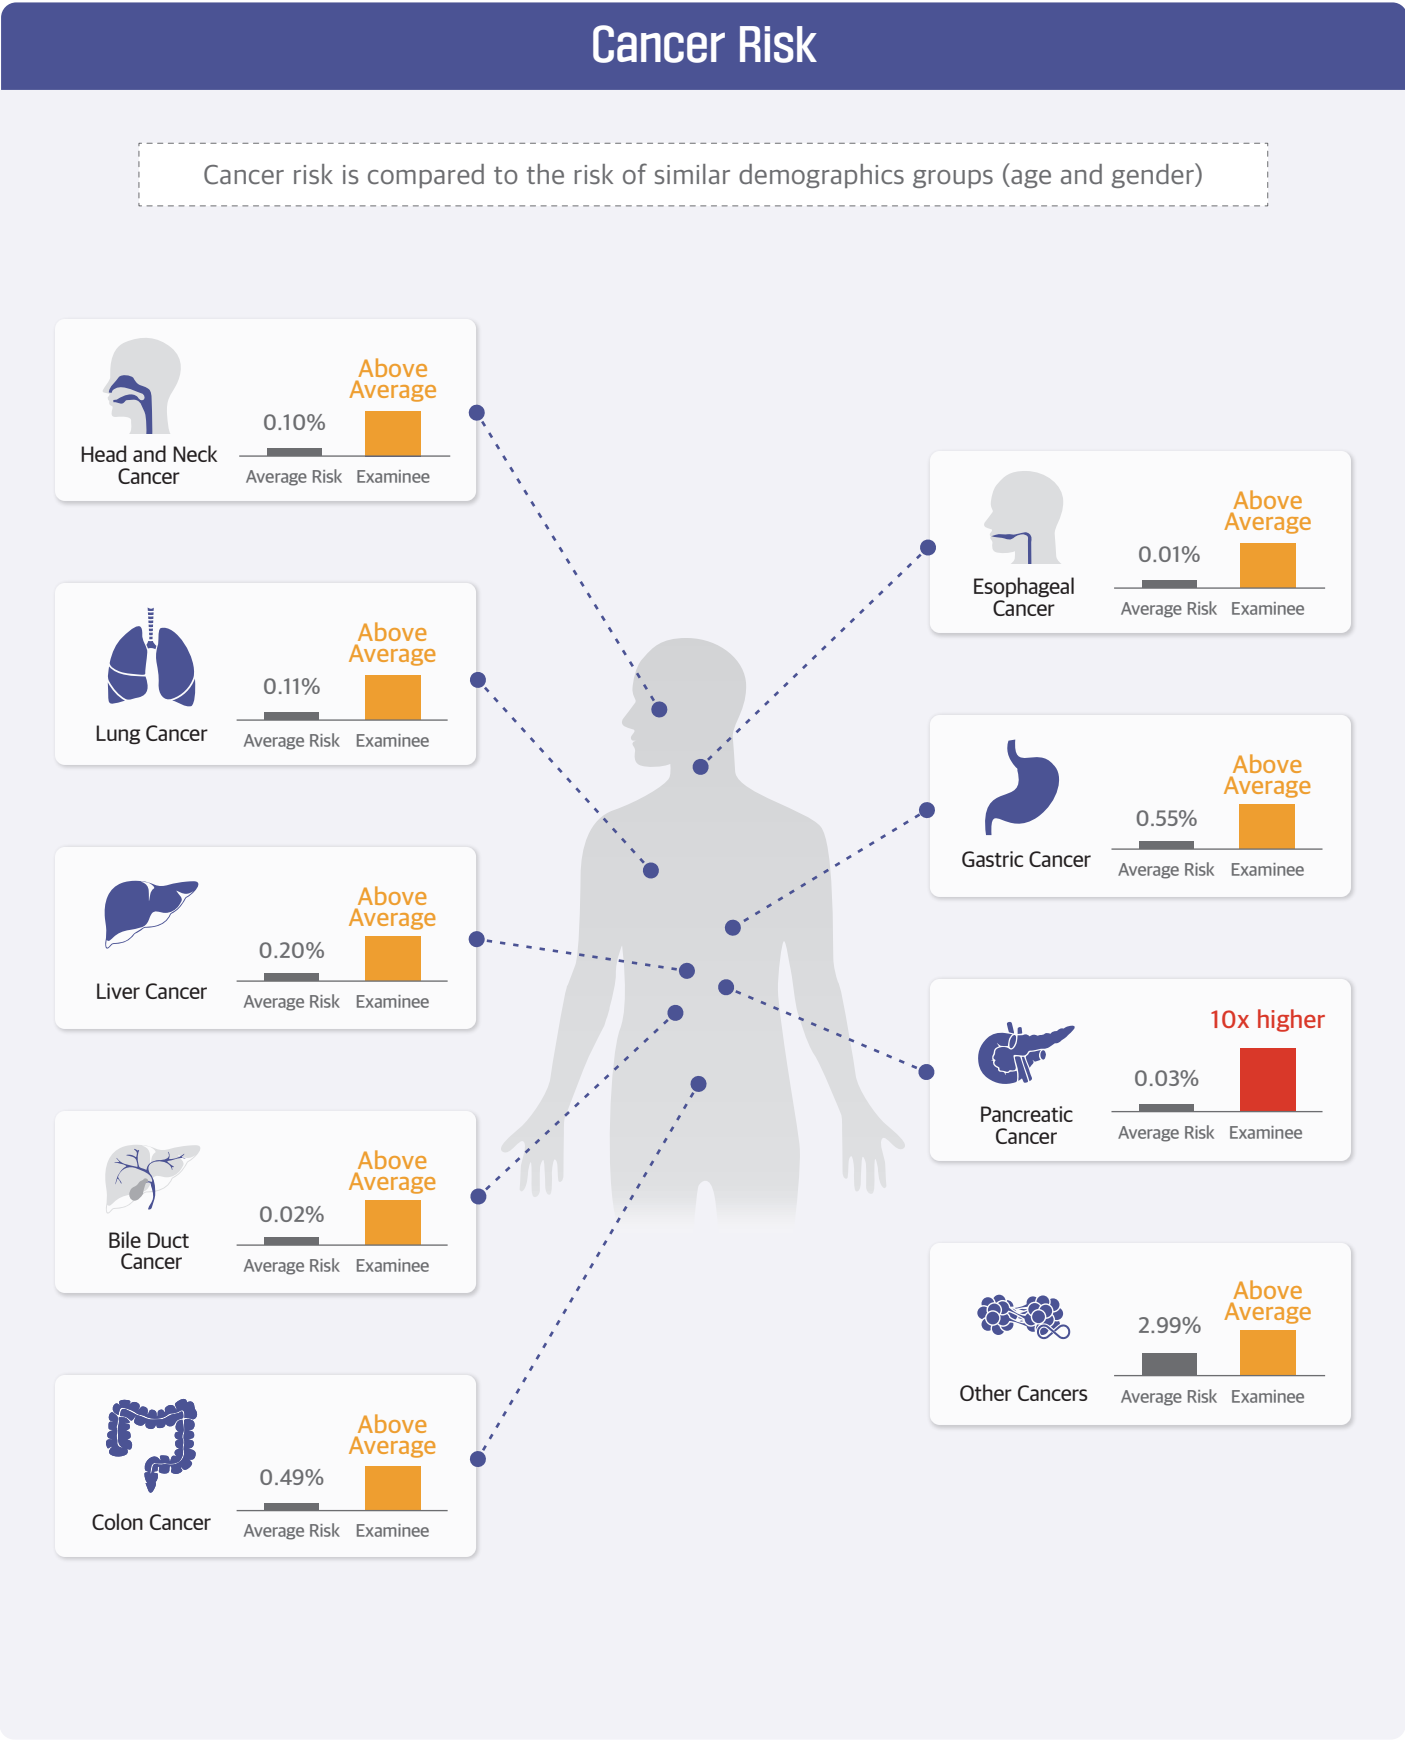 Cancer Risk
Cancer risk is compared to the risk of similar demographics groups (age and gender)
Head and Neck
Cancer
0.10%
Above
Average
Average Risk
Examinee
Lung Cancer
0.11%
Above
Average
Average Risk
Examinee
Liver Cancer
0.20%
Above
Average
Average Risk
Examinee
Bile Duct
Cancer
0.02%
Above
Average
Average Risk
Examinee
Colon Cancer
0.49%
Above
Average
Average Risk
Examinee
Esophageal
Cancer
0.01%
Above
Average
Average Risk
Examinee
Gastric Cancer
0.55%
Above
Average
Average Risk
Examinee
Pancreatic
Cancer
0.03%
10x higher
Average Risk
Examinee
Other Cancers
2.99%
Above
Average
Average Risk
Examinee